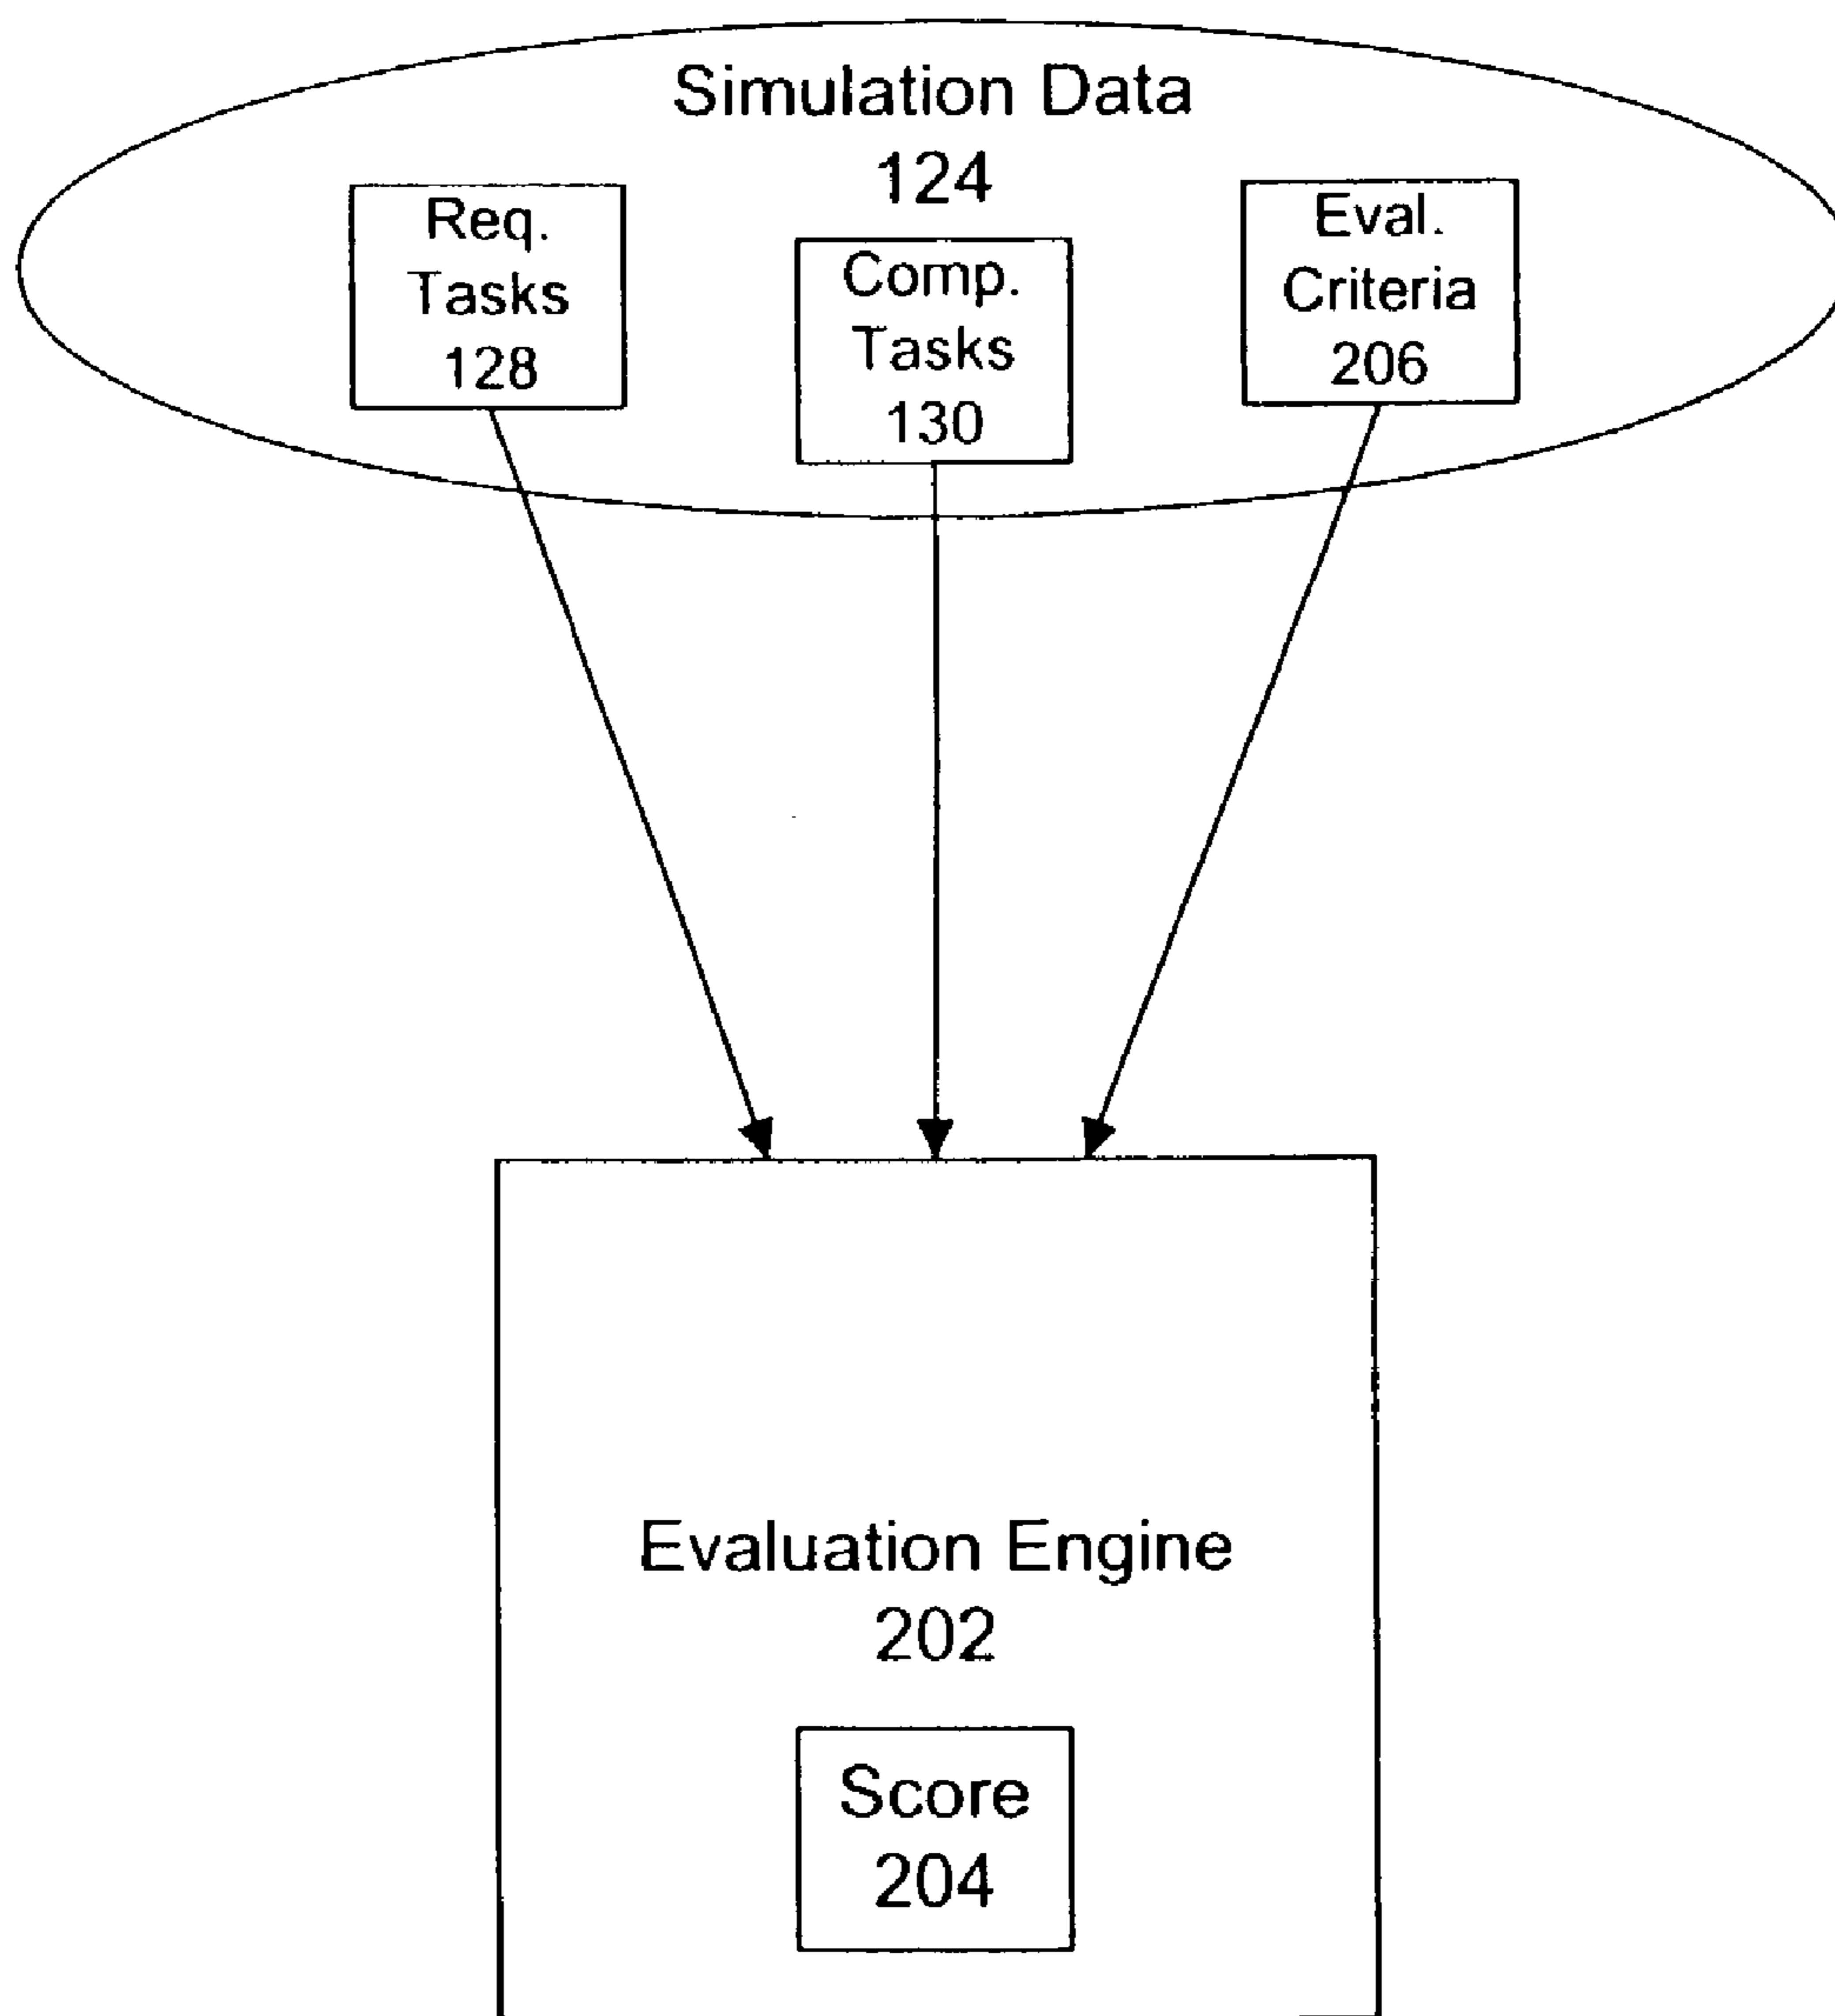 Simulation Data
124
Req.
Tasks
128
Comp.
Tasks
130
Eval.
Criteria
206
Evaluation Engine
202
Score
204